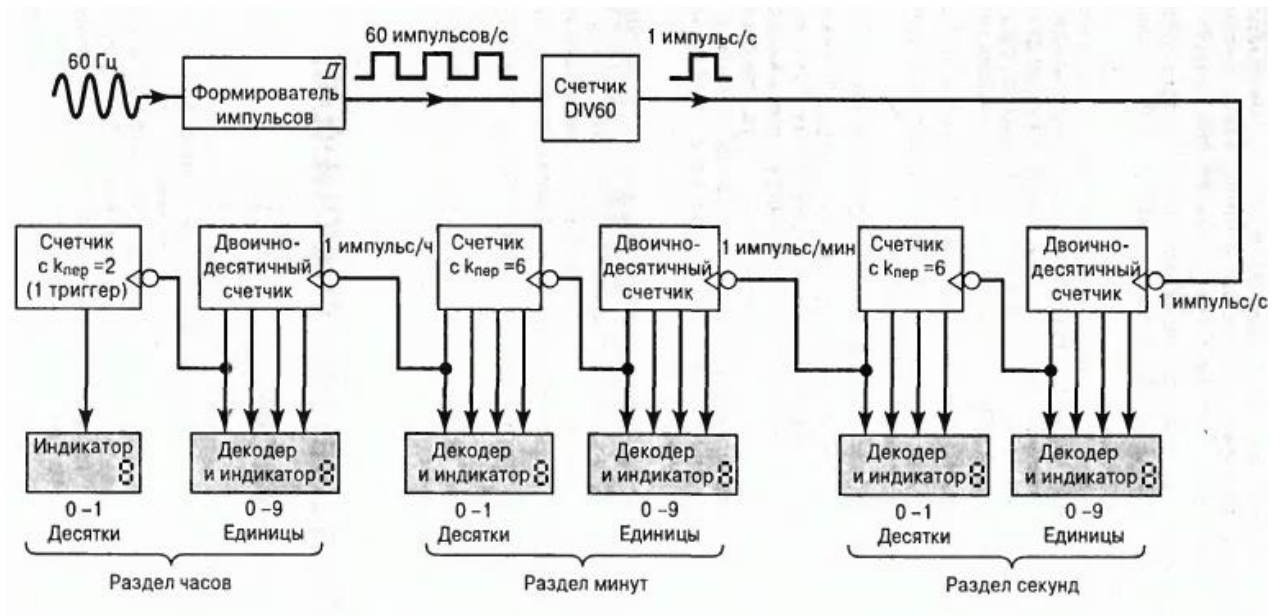 60 Гц
Формирователь
импульсов
60 импульсов/с
Счетчик
DIV60
1 импульс/с
Счетчик
с kпер =2
(1 триггер)
Двоично-
десятичный
счетчик
1 импульс/ч
Счетчик
с kпер =6
Двоично-
десятичный
счетчик
1 импульс/мин
Счетчик
с kпер =6
Двоично-
десятичный
счетчик
1 импульс/с
Индикатор
8
Декодер
и индикатор 8
Декодер
и индикатор 8
Декодер
и индикатор 8
Декодер
и индикатор 8
Декодер
и индикатор 8
0 –1
Десятки
0 –9
Единицы
0 –1
Десятки
0 –9
Единицы
0 –1
Десятки
0 –9
Единицы
Раздел часов
Раздел минут
Раздел секунд